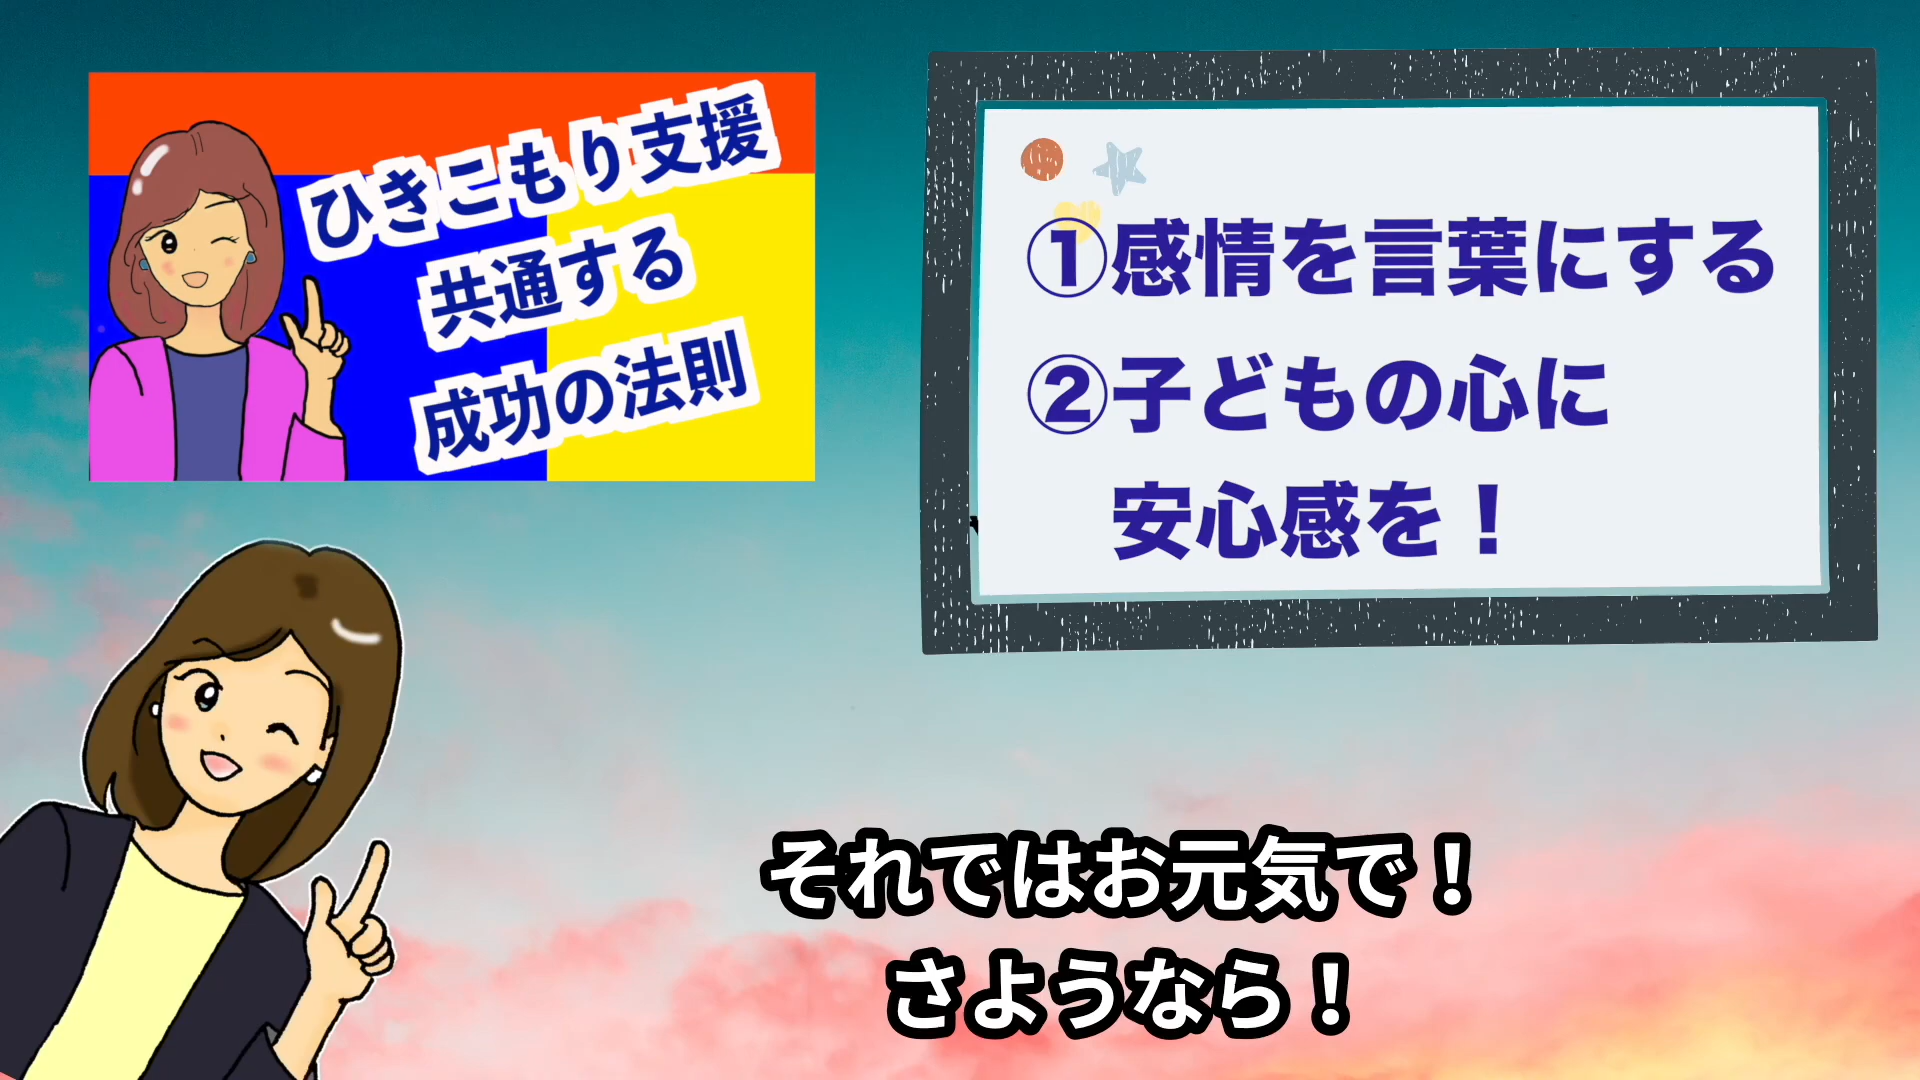 ひきこもり支援
共通する
成功の法則
①感情を言葉にする
②子どもの心に
安心感を！
それではお元気で！
さようなら！